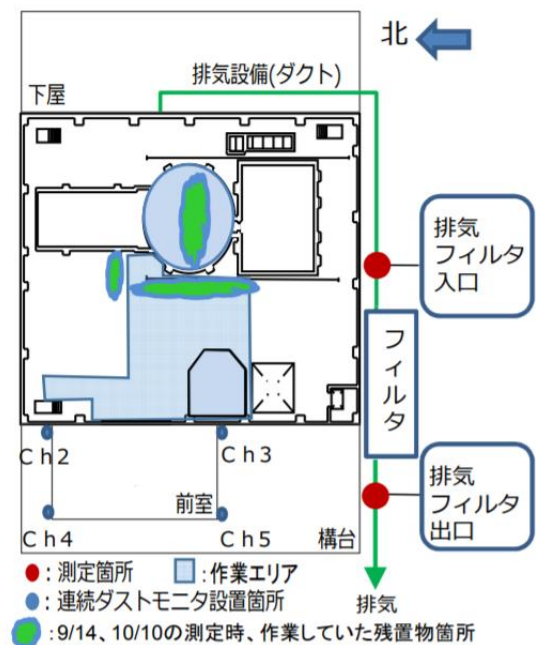 北
排気設備(ダクト)
下屋
排気
フィルタ
入口
フィルタ
Ch2
Ch3
前室
排気
フィルタ
出口
Ch4
Ch5
構台
●: 測定箇所
:作業エリア
●: 連続ダストモニタ設置箇所
排気
:9/14、10/10の測定時、作業していた残置物箇所